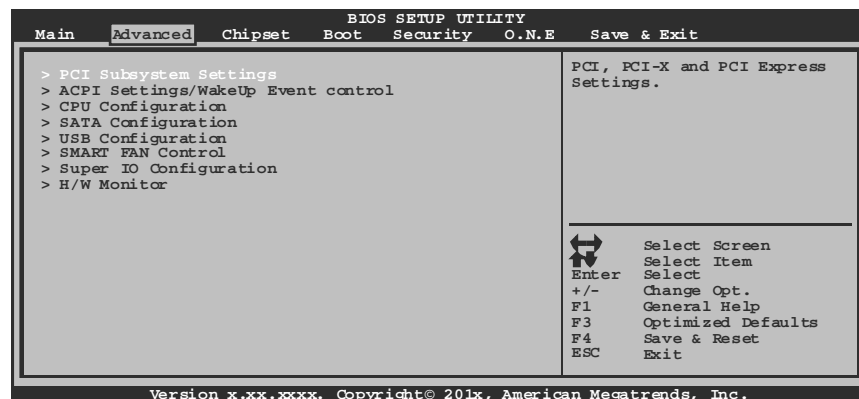 BIOS SETUP UTILITY
Main Advanced Chipset Boot Security O.N.E Save & Exit
> PCI Subsystem Settings
> ACPI Settings/WakeUp Event control
> CPU Configuration
> SATA Configuration
> USB Configuration
> SMART FAN Control
> Super IO Configuration
> H/W Monitor
PCI, PCI-X and PCI Express
Settings.
Select Screen
Select Item
Enter Select
+/- Change Opt.
F1 General Help
F3 Optimized Defaults
F4 Save & Reset
ESC Exit
Version x.xx.xxxx. Copyright© 201x, American Megatrends, Inc.